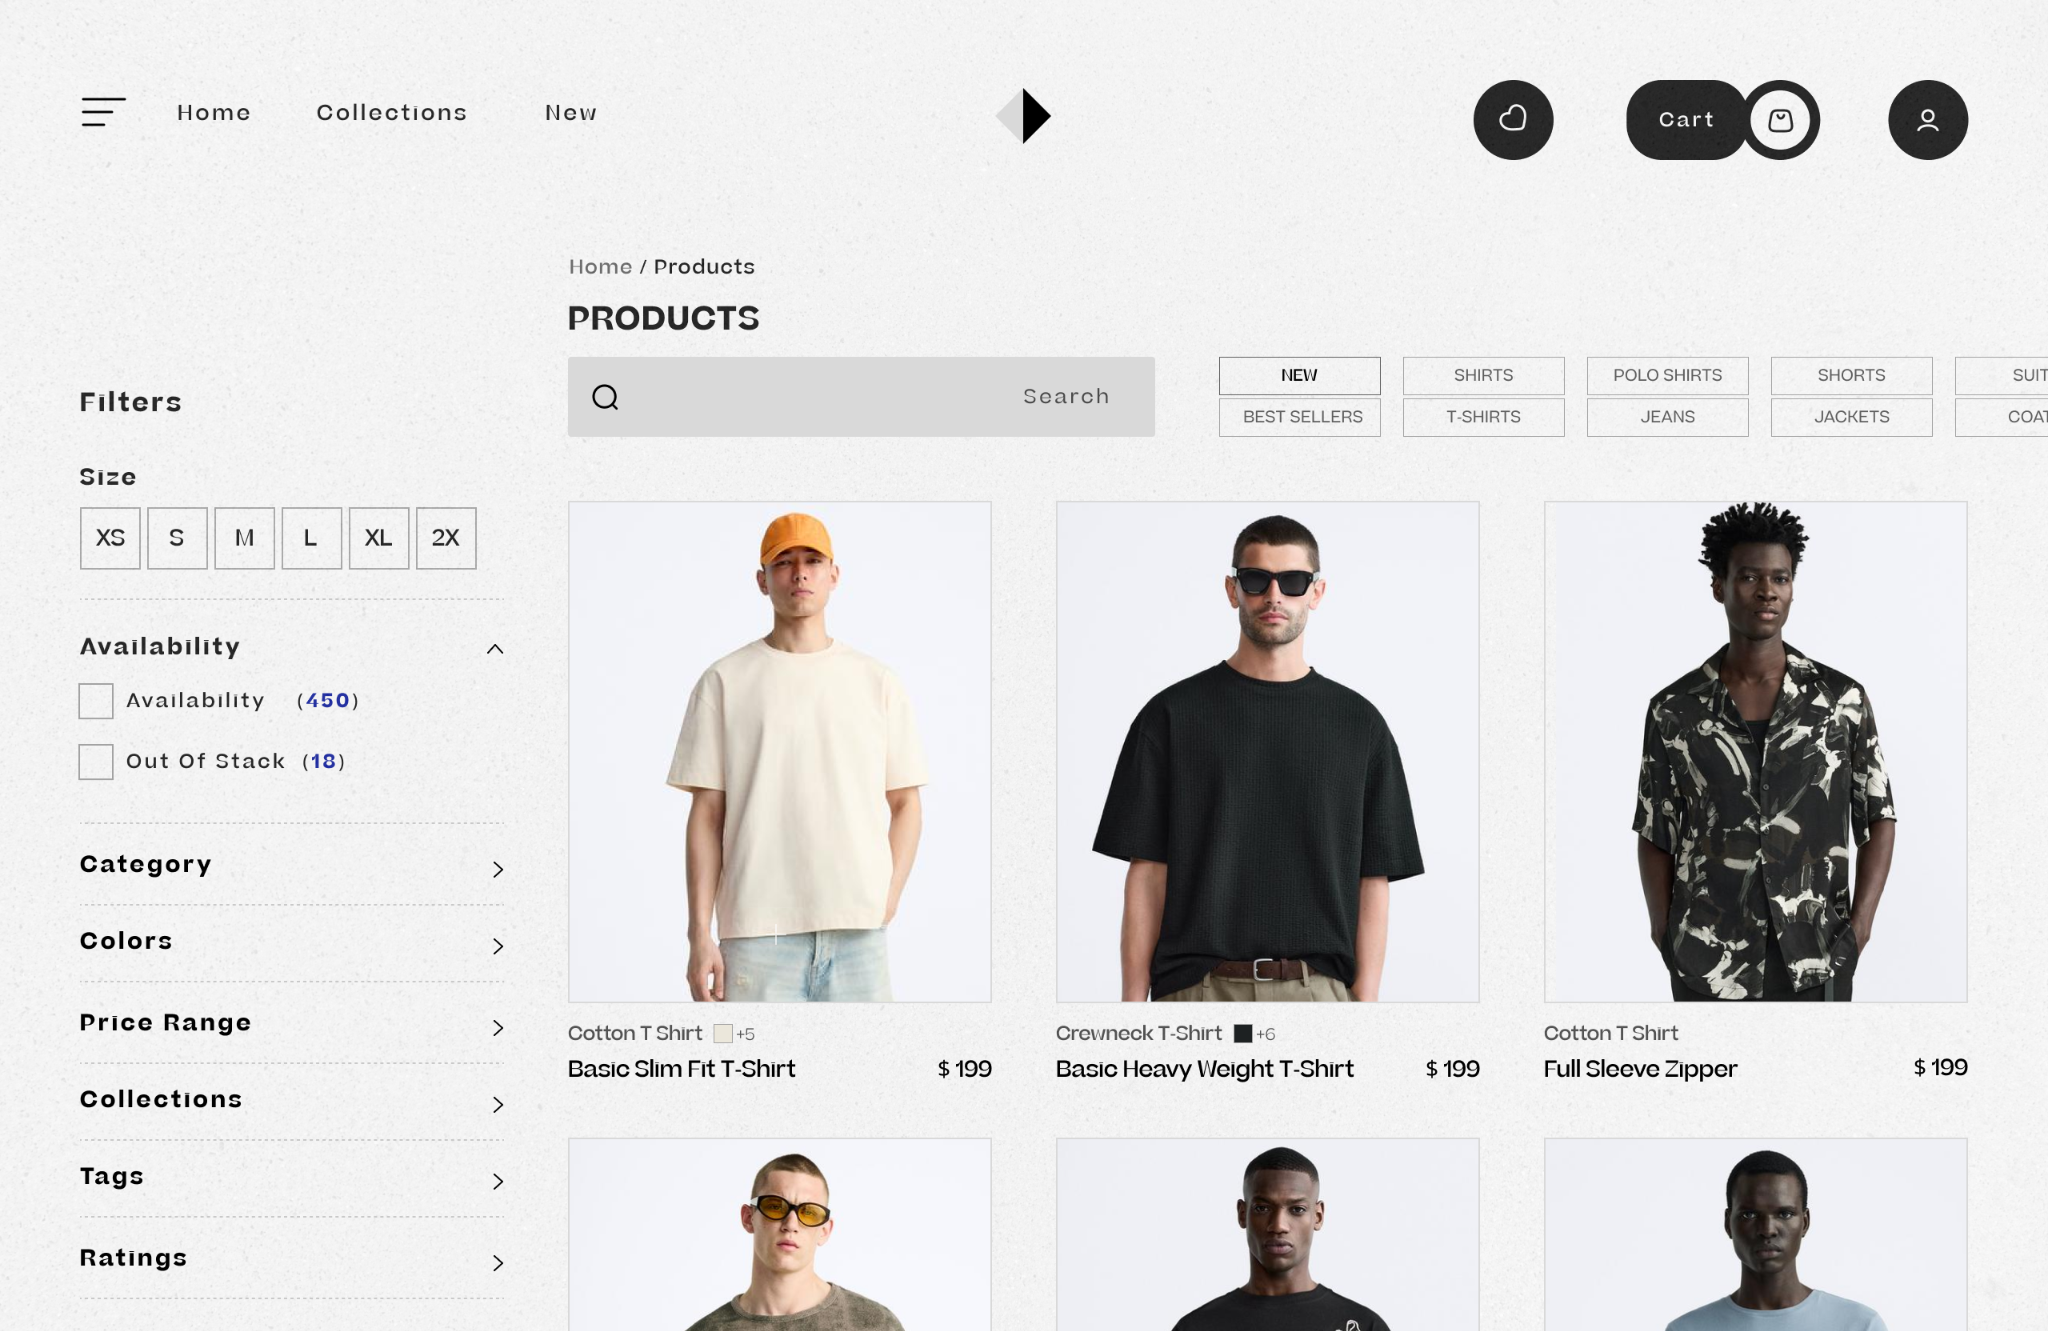 Home Collections New
Cart
Home / Products
PRODUCTS
Search
NEW SHIRTS POLO SHIRTS SHORTS
BEST SELLERS T-SHIRTS JEANS JACKETS
Filters
Size
XS S M L XL 2X
Availability
Availability (450)
Out Of Stack (18)
Category
Colors
Price Range
Collections
Tags
Ratings
Cotton T Shirt +5
Basic Slim Fit T-Shirt $ 199
Crewneck T-Shirt +6
Basic Heavy Weight T-Shirt $ 199
Cotton T Shirt
Full Sleeve Zipper $ 199